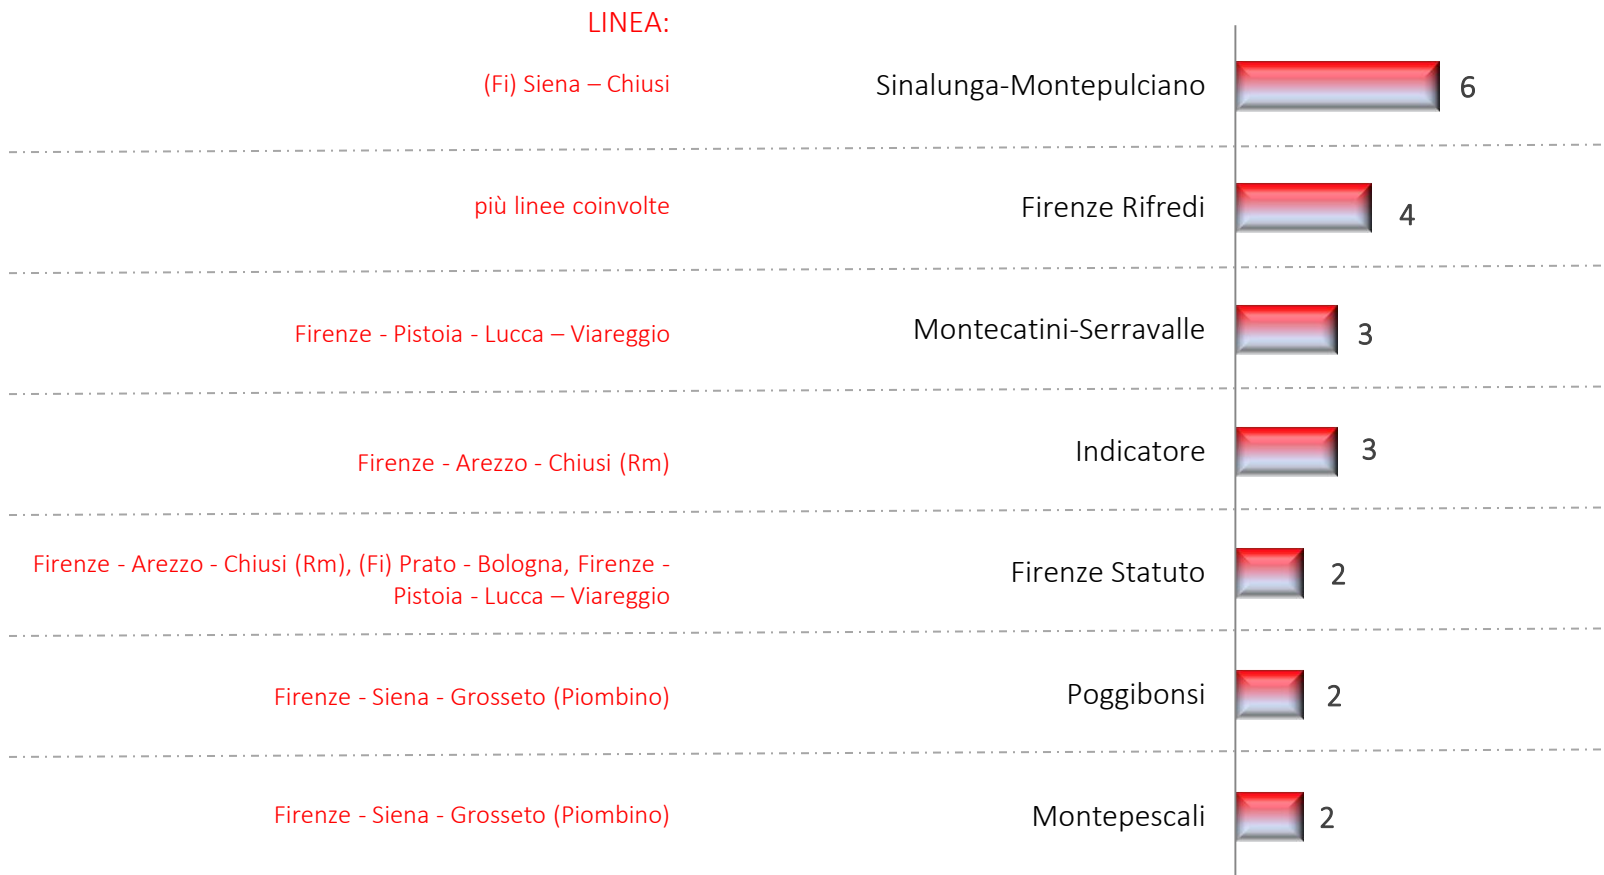 LINEA:
(Fi) Siena – Chiusi Sinalunga-Montepulciano 6
più linee coinvolte Firenze Rifredi 4
Firenze - Pistoia - Lucca – Viareggio Montecatini-Serravalle 3
Firenze - Arezzo - Chiusi (Rm) Indicatore 3
Firenze - Arezzo - Chiusi (Rm), (Fi) Prato - Bologna, Firenze -
Pistoia - Lucca – Viareggio Firenze Statuto 2
Firenze - Siena - Grosseto (Piombino) Poggibonsi 2
Firenze - Siena - Grosseto (Piombino) Montepescali 2